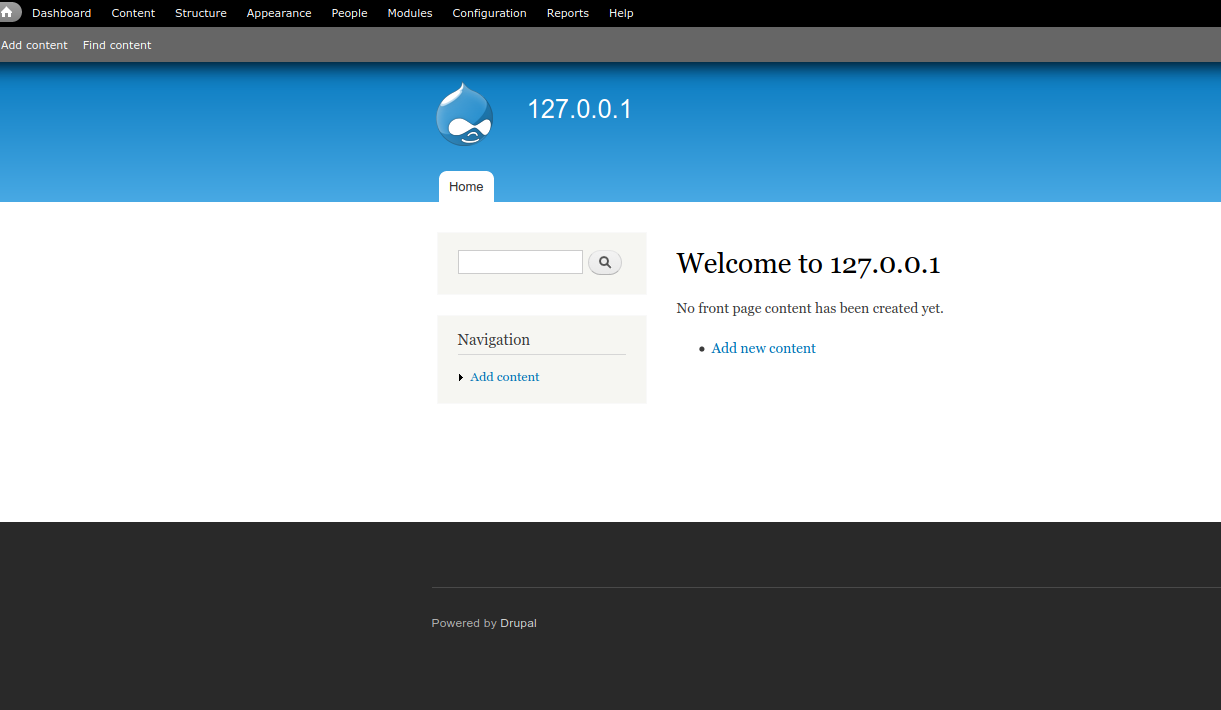 Dashboard Content Structure Appearance People Modules Configuration Reports Help
Add content Find content
127.0.0.1
Home
Welcome to 127.0.0.1
No front page content has been created yet.
Add new content
Navigation
Add content
Powered by Drupal